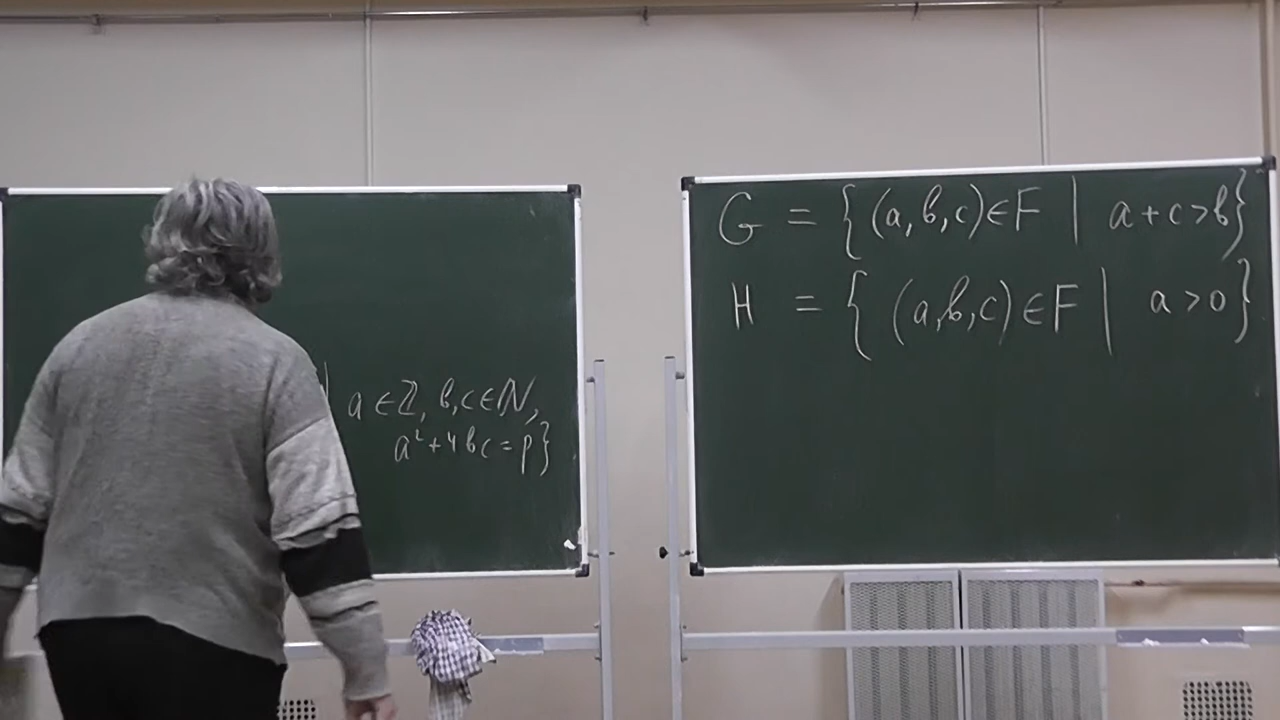 | a ∈ ℤ, b,c ∈ ℕ,
a² + 4bc = p}
G = {(a,b,c) ∈ F | a + c > b}
H = {(a,b,c) ∈ F | a > 0}